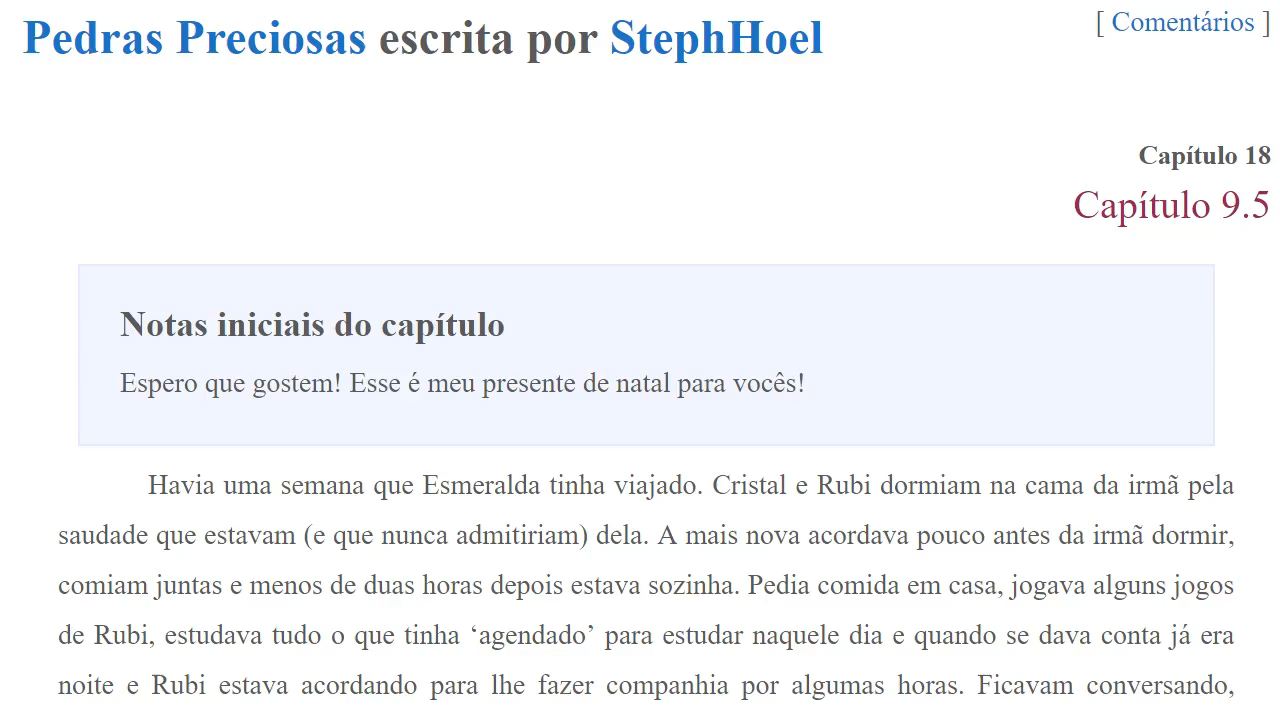 Pedras Preciosas escrita por StephHoel
[ Comentários ]
Capítulo 18
Capítulo 9.5
Notas iniciais do capítulo
Espero que gostem! Esse é meu presente de natal para vocês!
Havia uma semana que Esmeralda tinha viajado. Cristal e Rubi dormiam na cama da irmã pela
saudade que estavam (e que nunca admitiriam) dela. A mais nova acordava pouco antes da irmã dormir,
comiam juntas e menos de duas horas depois estava sozinha. Pedia comida em casa, jogava alguns jogos
de Rubi, estudava tudo o que tinha ‘agendado’ para estudar naquele dia e quando se dava conta já era
noite e Rubi estava acordando para lhe fazer companhia por algumas horas. Ficavam conversando,